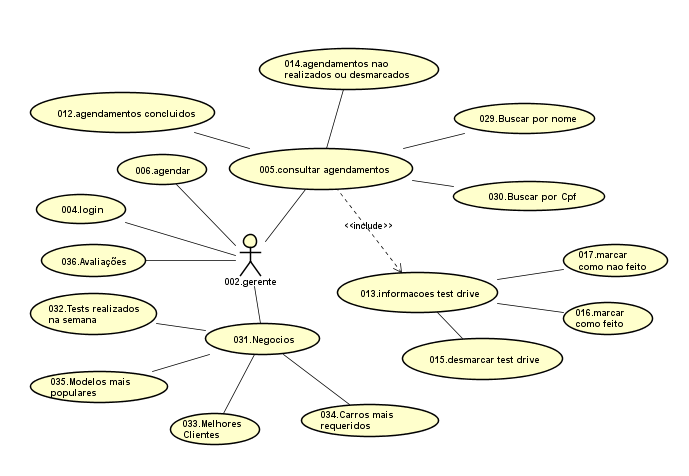 014.agendamentos nao
realizados ou desmarcados
012.agendamentos concluidos
029.Buscar por nome
006.agendar
005.consultar agendamentos
030.Buscar por Cpf
004.login
<<include>>
036.Avaliações
017.marcar
como nao feito
002.gerente
013.informacoes test drive
032.Tests realizados
na semana
016.marcar
como feito
031.Negocios
015.desmarcar test drive
035.Modelos mais
populares
034.Carros mais
requeridos
033.Melhores
Clientes